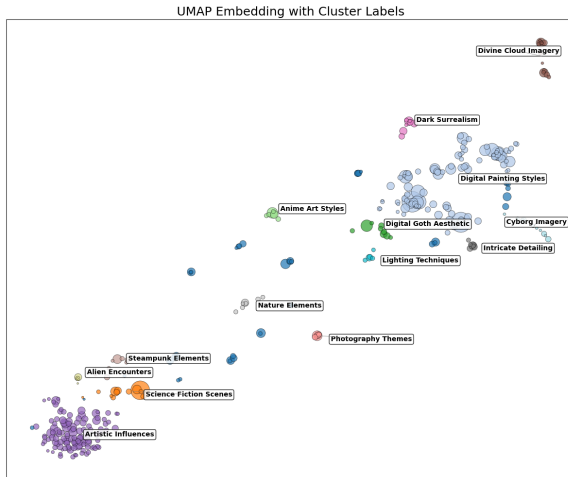 UMAP Embedding with Cluster Labels
Divine Cloud Imagery
Dark Surrealism
Digital Painting Styles
Anime Art Styles
Digital Goth Aesthetic
Cyborg Imagery
Intricate Detailing
Lighting Techniques
Nature Elements
Photography Themes
Steampunk Elements
Alien Encounters
Science Fiction Scenes
Artistic Influences